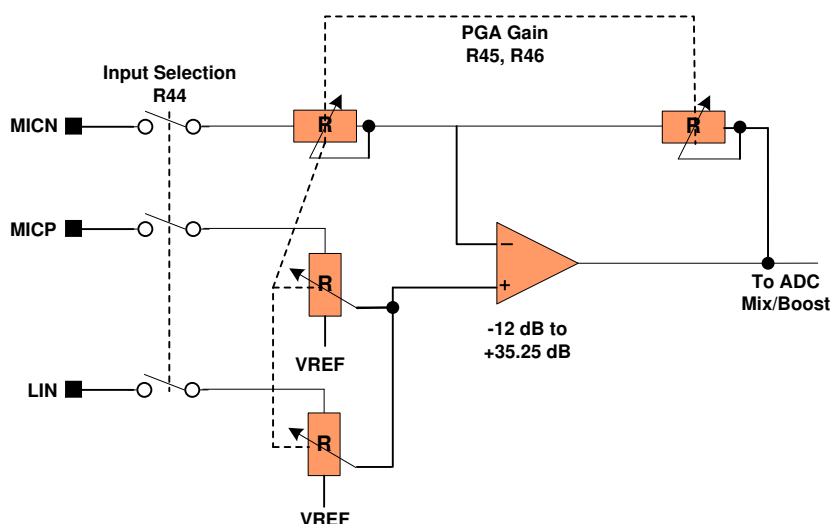 PGA Gain
R45, R46
Input Selection
R44
MICN
R
R
MICP
R
−
+
To ADC
Mix/Boost
-12 dB to
+35.25 dB
VREF
LIN
R
VREF